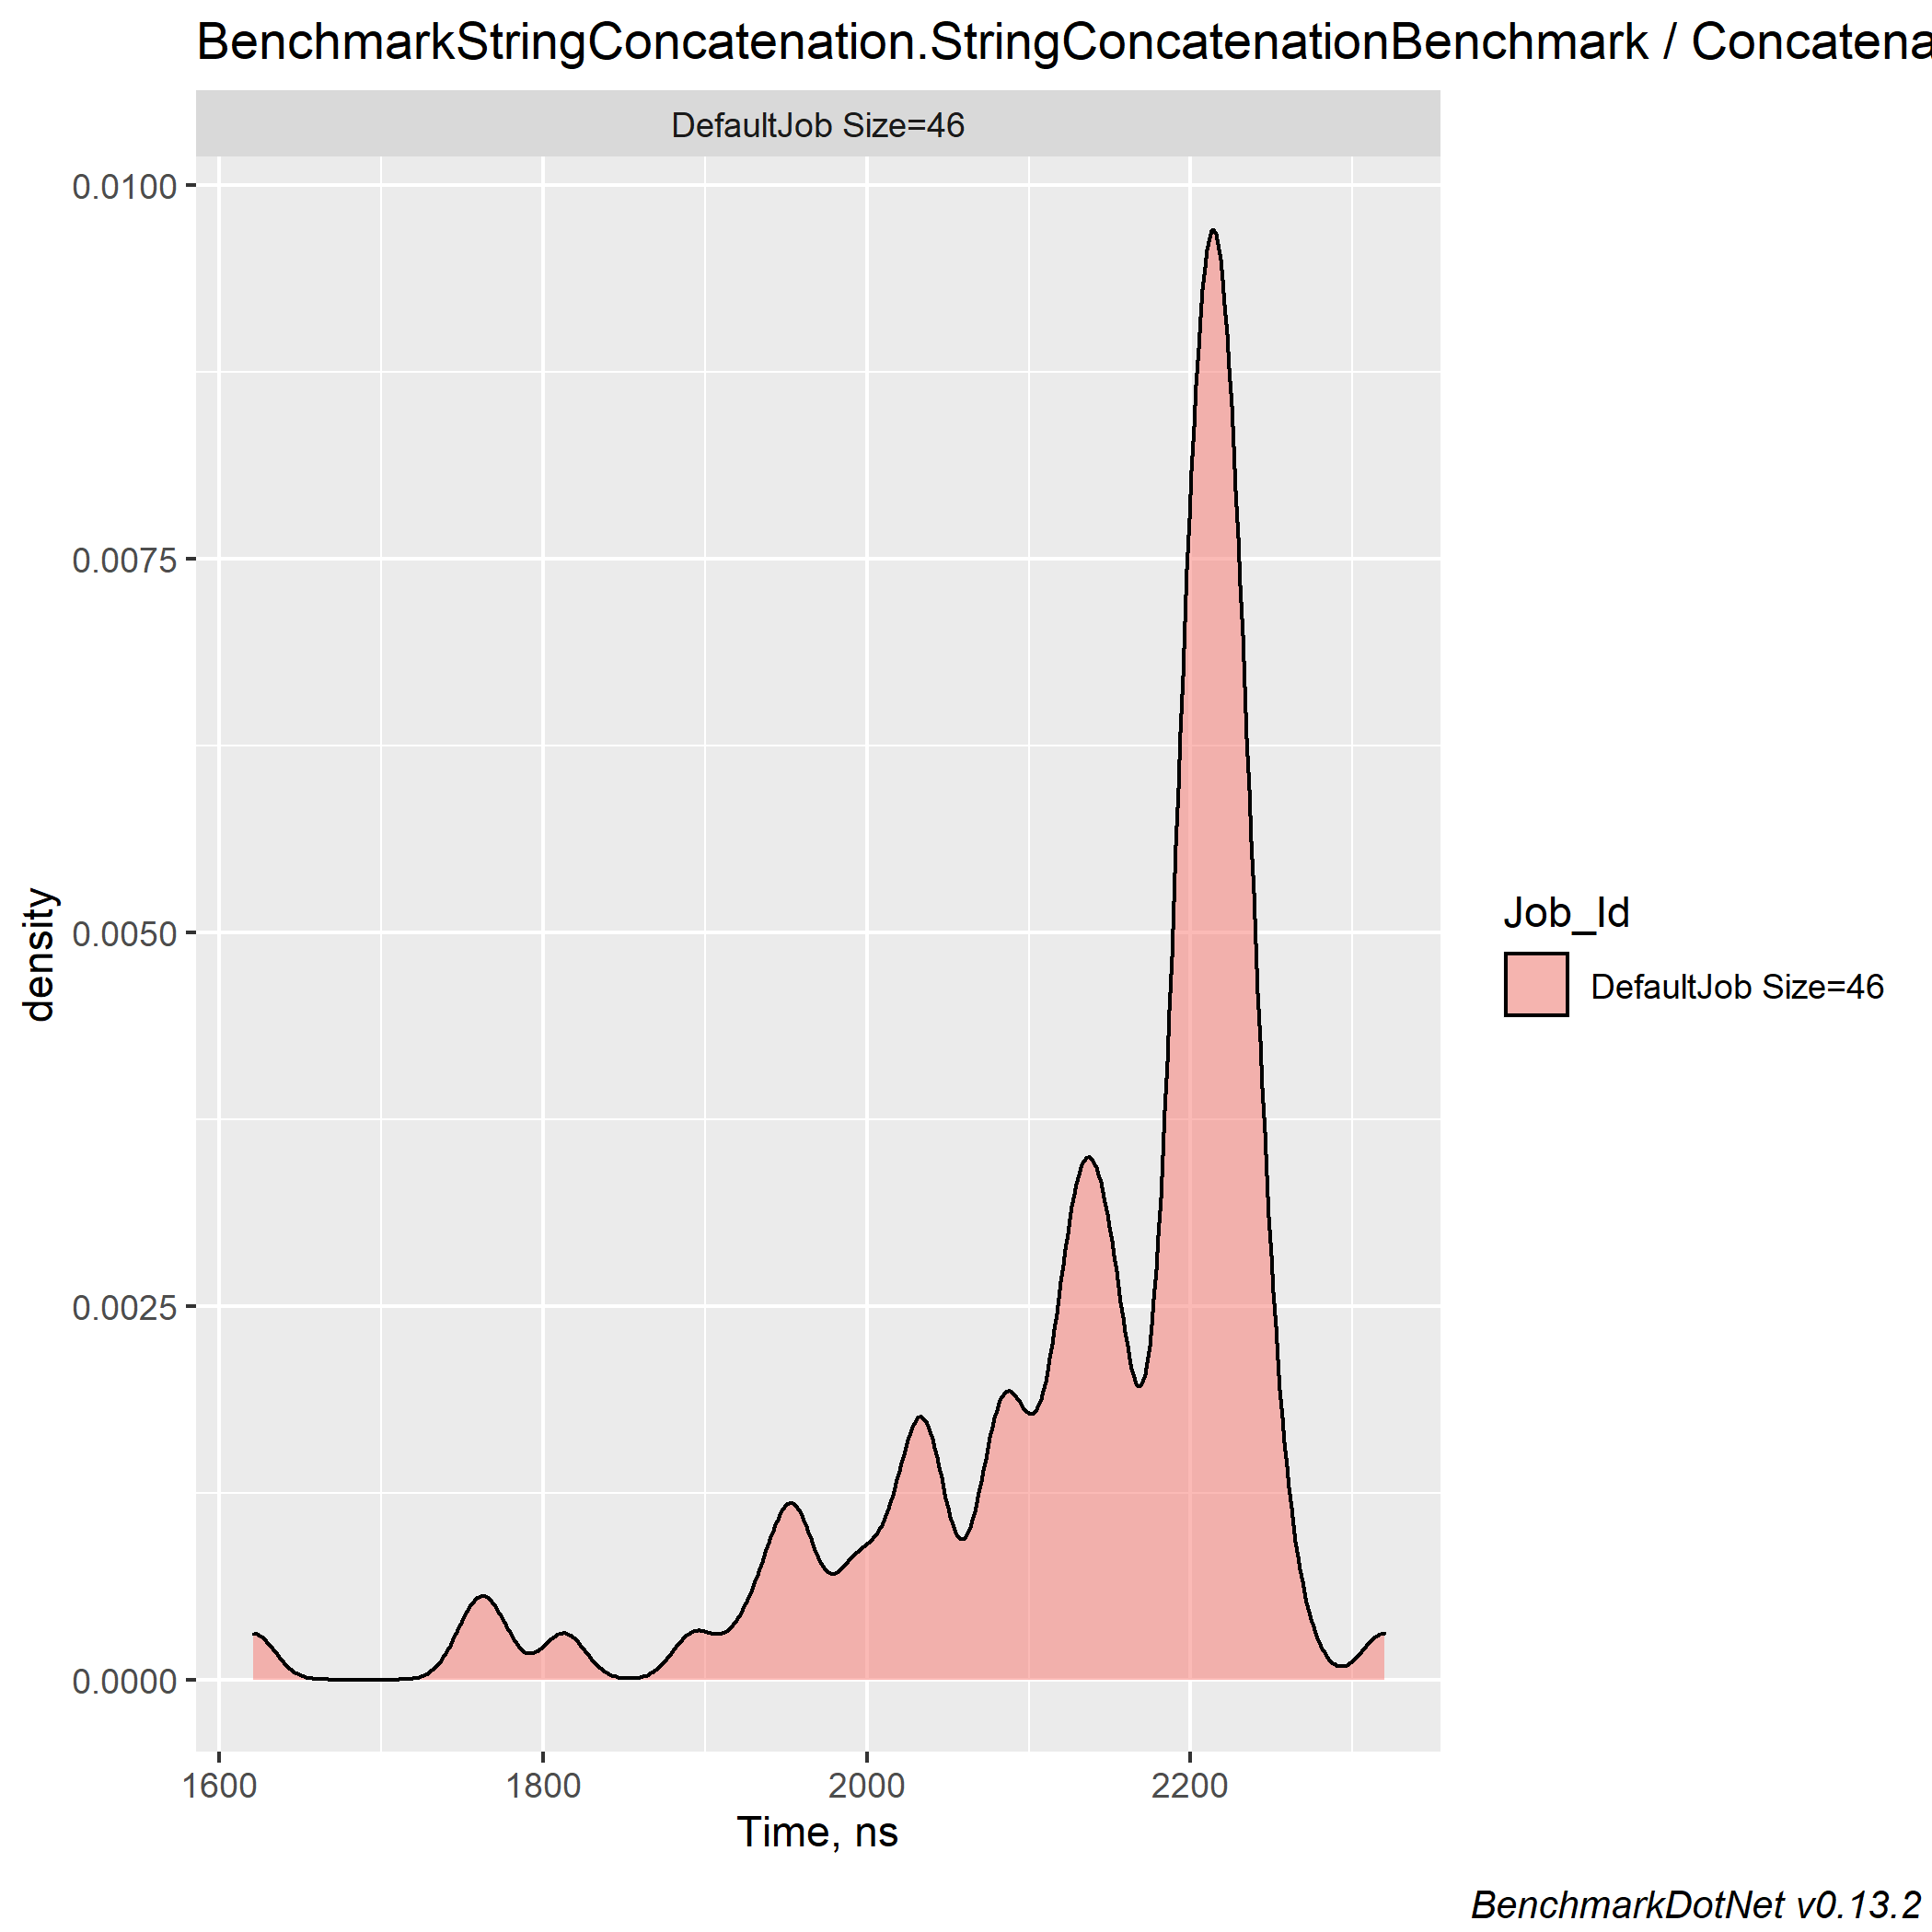 BenchmarkStringConcatenation.StringConcatenationBenchmark / Concatena
DefaultJob Size=46
0.0100
0.0075
0.0050
0.0025
0.0000
density
1600 1800 2000 2200
Time, ns
Job_Id
DefaultJob Size=46
BenchmarkDotNet v0.13.2